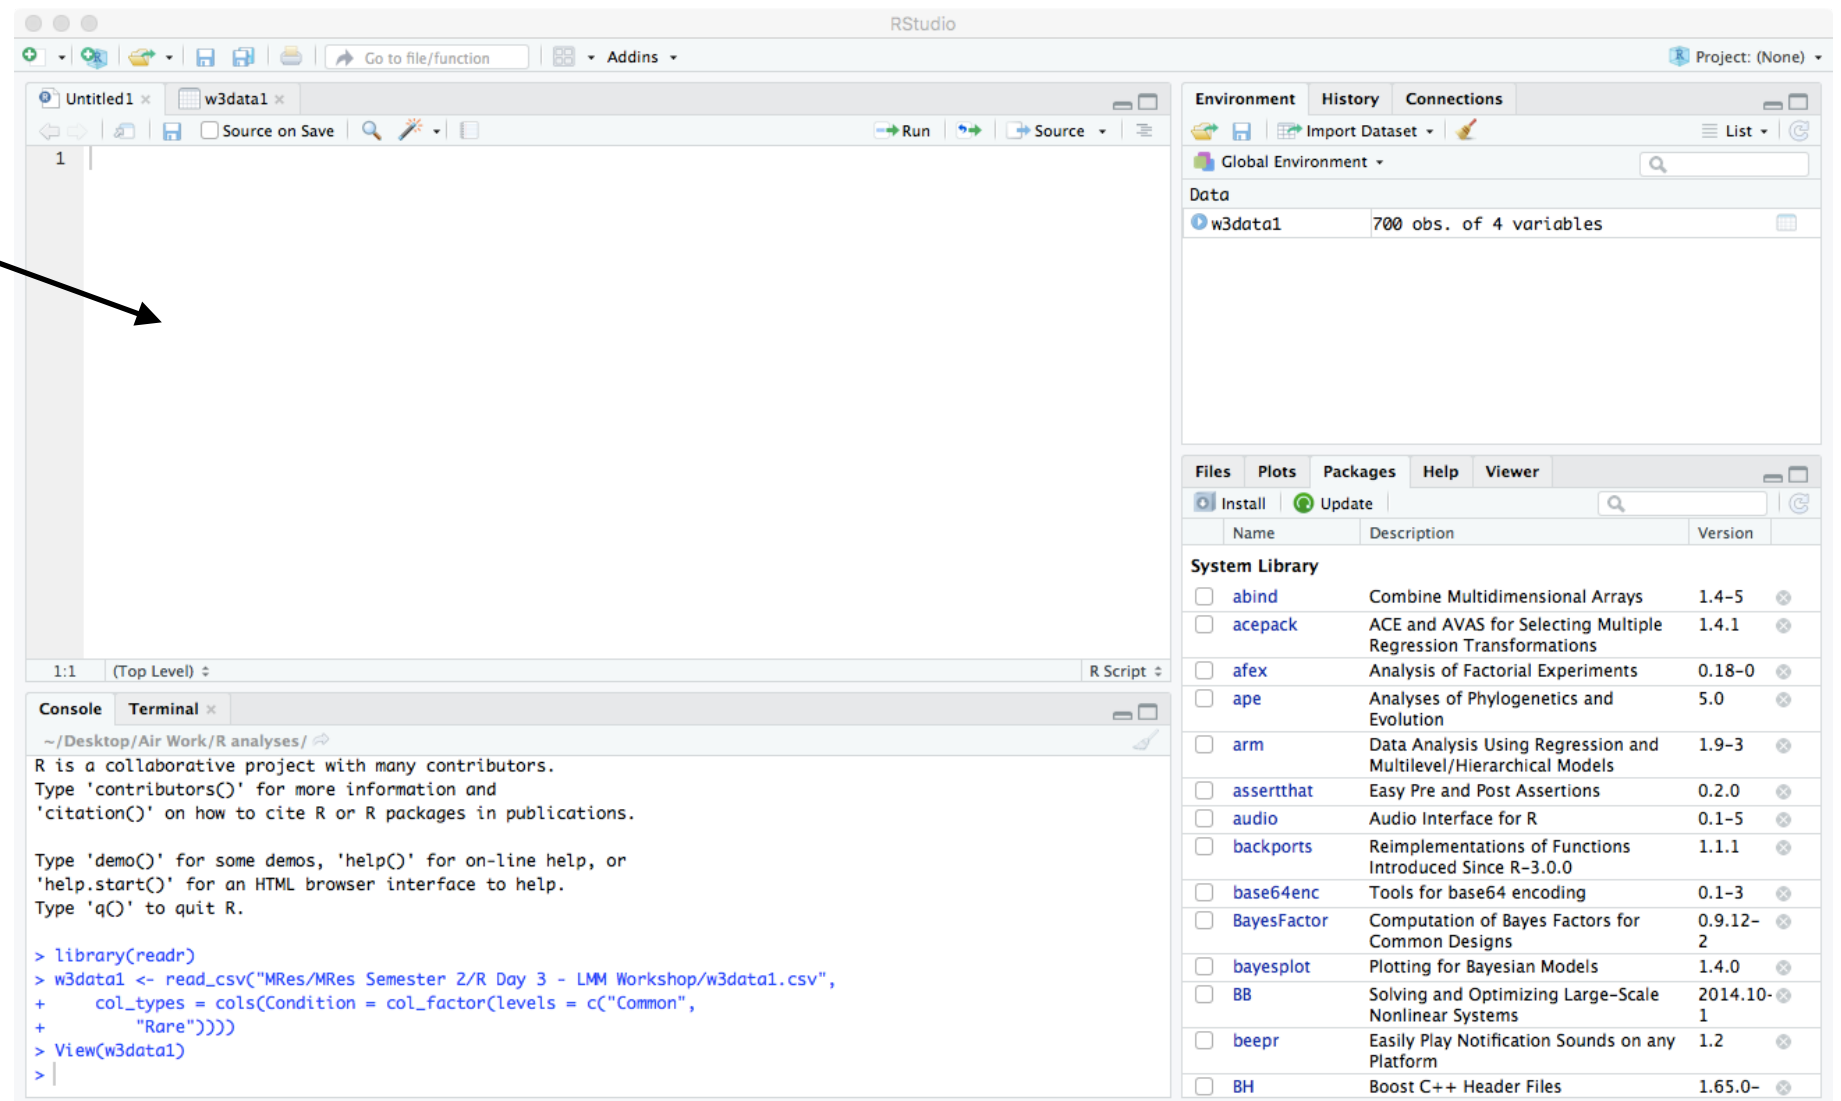 RStudio
Go to file/function Addins Project: (None)
Untitled1 w3data1
Source on Save Run Source
1
1:1 (Top Level) R Script
Console Terminal
~/Desktop/Air Work/R analyses/
R is a collaborative project with many contributors.
Type 'contributors()' for more information and
'citation()' on how to cite R or R packages in publications.
Type 'demo()' for some demos, 'help()' for on-line help, or
'help.start()' for an HTML browser interface to help.
Type 'q()' to quit R.
> library(readr)
> w3data1 <- read_csv("MRes/MRes Semester 2/R Day 3 - LMM Workshop/w3data1.csv",
+     col_types = cols(Condition = col_factor(levels = c("Common",
+         "Rare"))))
> View(w3data1)
>
Environment History Connections
Import Dataset List
Global Environment
Data
w3data1 700 obs. of 4 variables
Files Plots Packages Help Viewer
Install Update
Name Description Version
System Library
abind Combine Multidimensional Arrays 1.4-5
acepack ACE and AVAS for Selecting Multiple 1.4.1
Regression Transformations
afex Analysis of Factorial Experiments 0.18-0
ape Analyses of Phylogenetics and 5.0
Evolution
arm Data Analysis Using Regression and 1.9-3
Multilevel/Hierarchical Models
assertthat Easy Pre and Post Assertions 0.2.0
audio Audio Interface for R 0.1-5
backports Reimplementations of Functions 1.1.1
Introduced Since R-3.0.0
base64enc Tools for base64 encoding 0.1-3
BayesFactor Computation of Bayes Factors for 0.9.12-
Common Designs 2
bayesplot Plotting for Bayesian Models 1.4.0
BB Solving and Optimizing Large-Scale 2014.10-
Nonlinear Systems 1
beepr Easily Play Notification Sounds on any 1.2
Platform
BH Boost C++ Header Files 1.65.0-